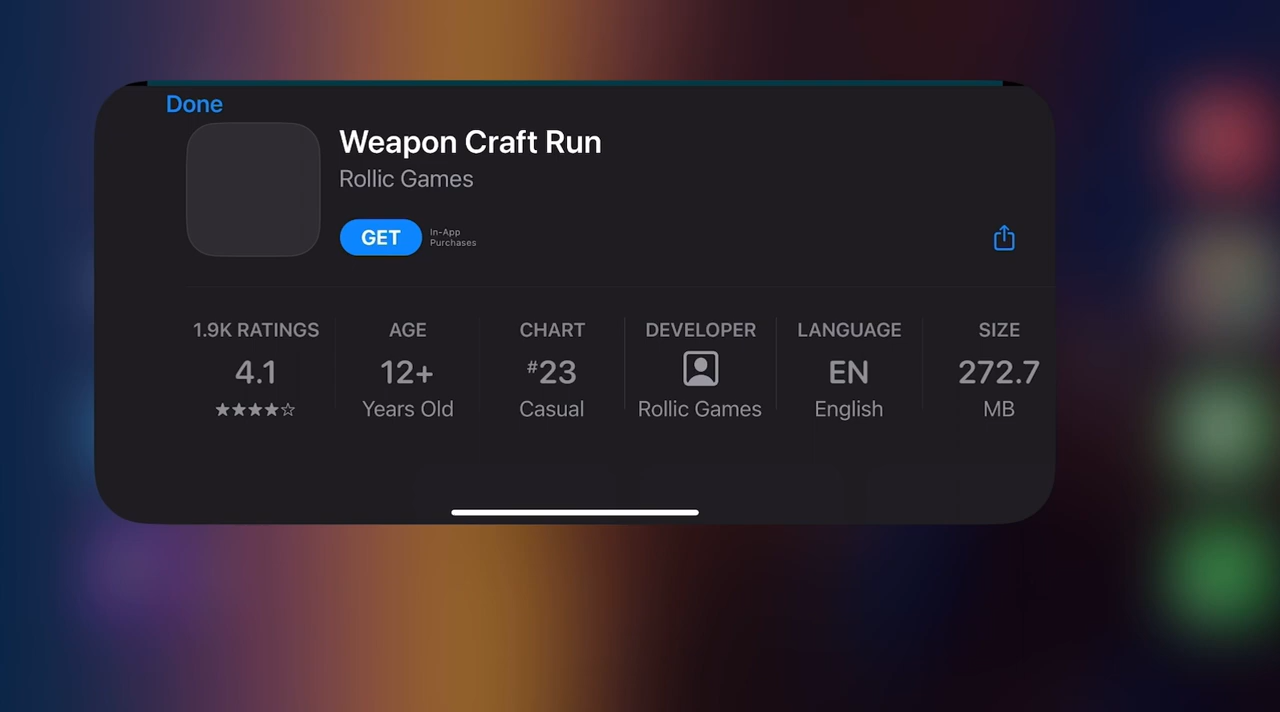 Done
Weapon Craft Run
Rollic Games
GET
In-App
Purchases
1.9K RATINGS
4.1
AGE
12+
Years Old
CHART
#23
Casual
DEVELOPER
Rollic Games
LANGUAGE
EN
English
SIZE
272.7
MB